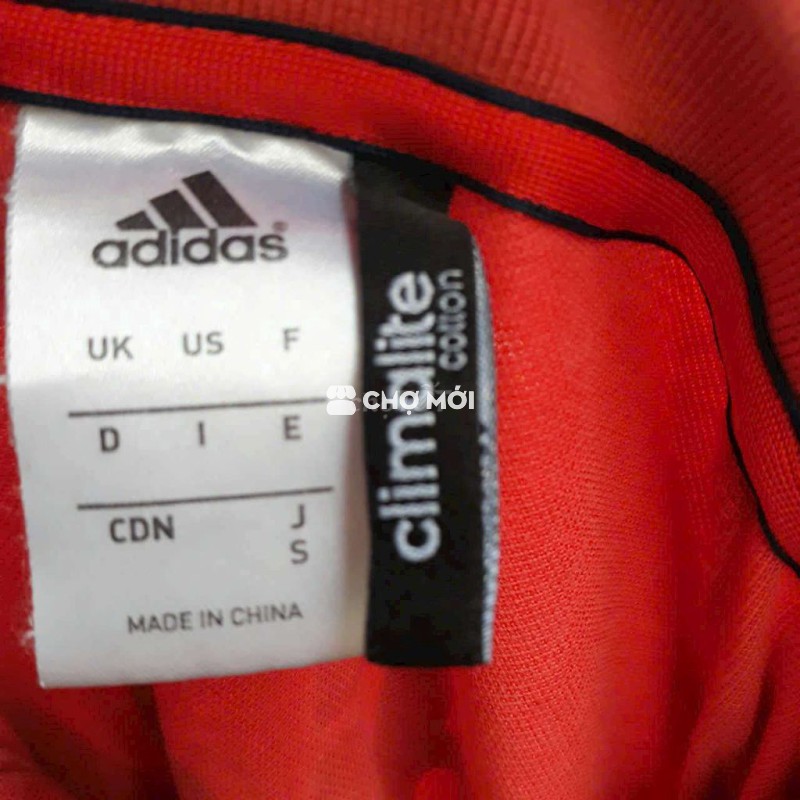 adidas®
UK US F
D I E
CDN J
S
MADE IN CHINA
climalite
cotton
CHỢ MỚI